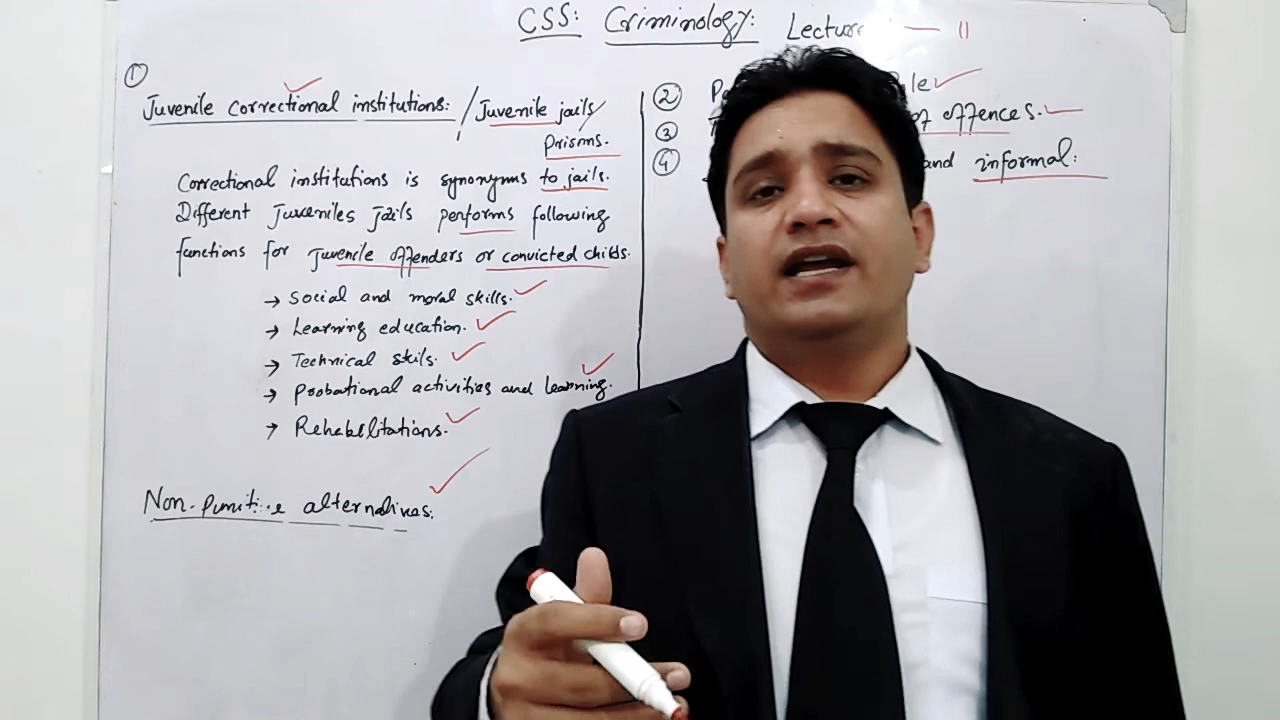 CSS: Criminology: Lecture — 11
①
Juvenile correctional institutions: / Juvenile jails/
Prisons.
Correctional institutions is synonyms to jails.
Different Juveniles Jails performs following
functions for Juvenile offenders or convicted childs.
→ Social and moral skills.
→ Learning education.
→ Technical skils.
→ Probational activities and learning.
→ Rehabelitations.
Non-punitive alternatives.
②
③ of offences.
④ and informal: